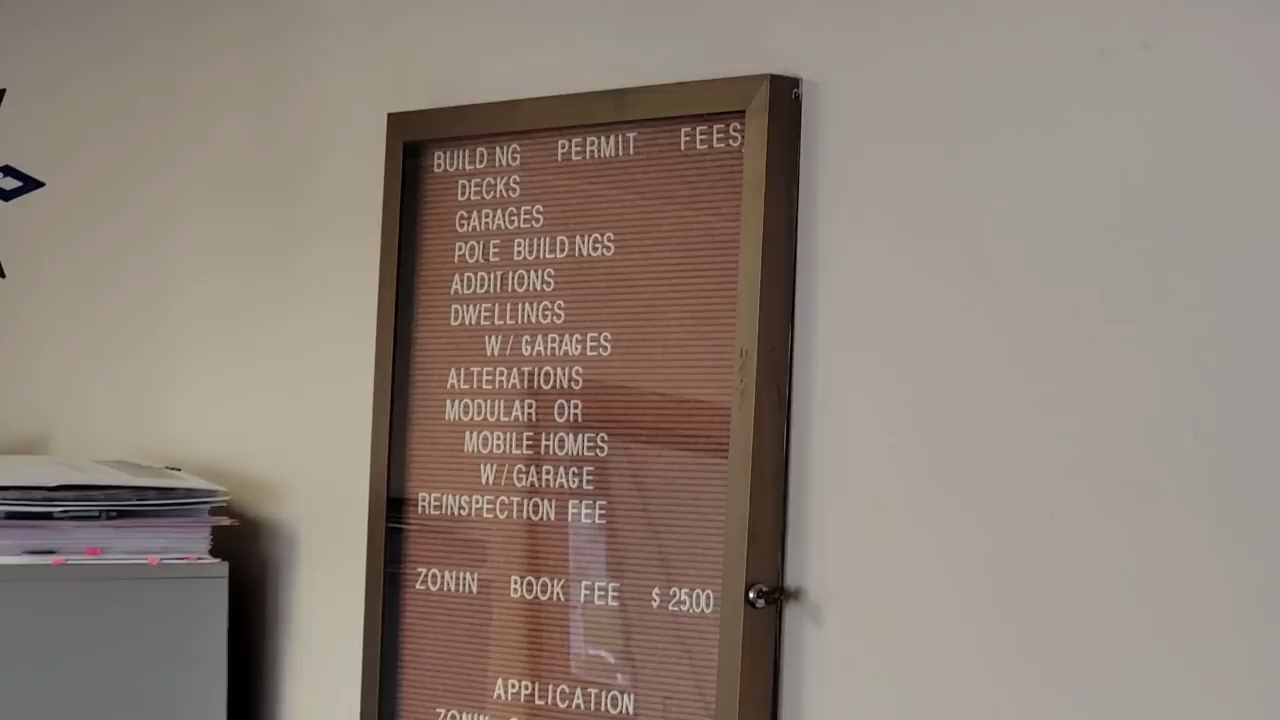 BUILD NG PERMIT FEES
DECKS
GARAGES
POLE BUILD NGS
ADDITIONS
DWELLINGS
W/ GARAGES
ALTERATIONS
MODULAR OR
MOBILE HOMES
W/GARAGE
REINSPECTION FEE
ZONIN BOOK FEE $ 25.00
APPLICATION